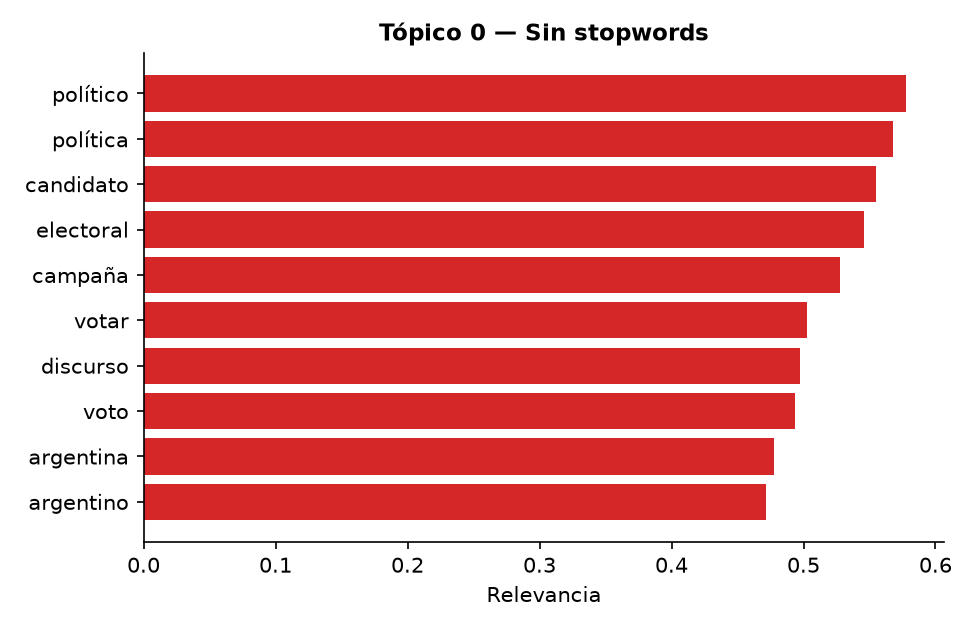 Tópico 0 — Sin stopwords
político
política
candidato
electoral
campaña
votar
discurso
voto
argentina
argentino
0.0 0.1 0.2 0.3 0.4 0.5 0.6
Relevancia